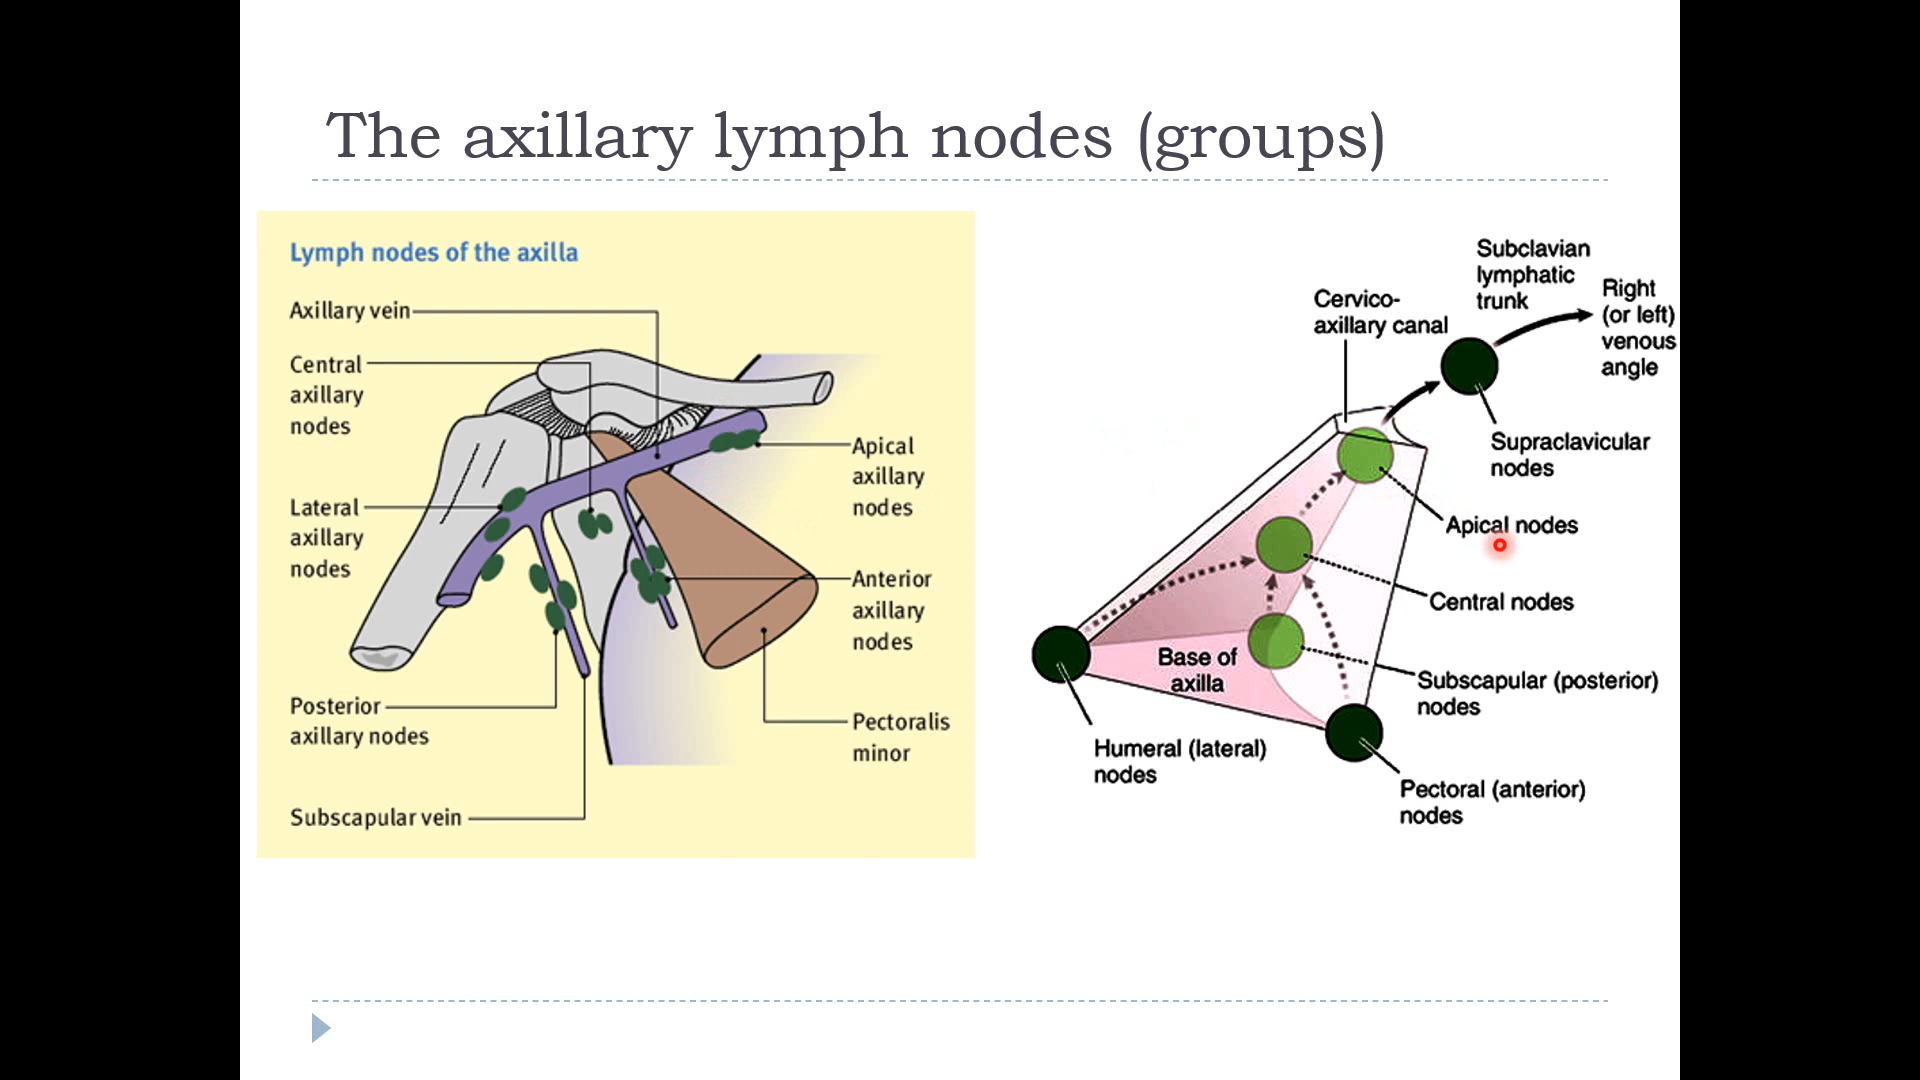 The axillary lymph nodes (groups)
Lymph nodes of the axilla
Axillary vein
Central
axillary
nodes
Lateral
axillary
nodes
Posterior
axillary nodes
Subscapular vein
Apical
axillary
nodes
Anterior
axillary
nodes
Pectoralis
minor
Subclavian
lymphatic
trunk
Right
(or left)
venous
angle
Cervico-
axillary canal
Supraclavicular
nodes
Apical nodes
Central nodes
Base of
axilla
Subscapular (posterior)
nodes
Humeral (lateral)
nodes
Pectoral (anterior)
nodes